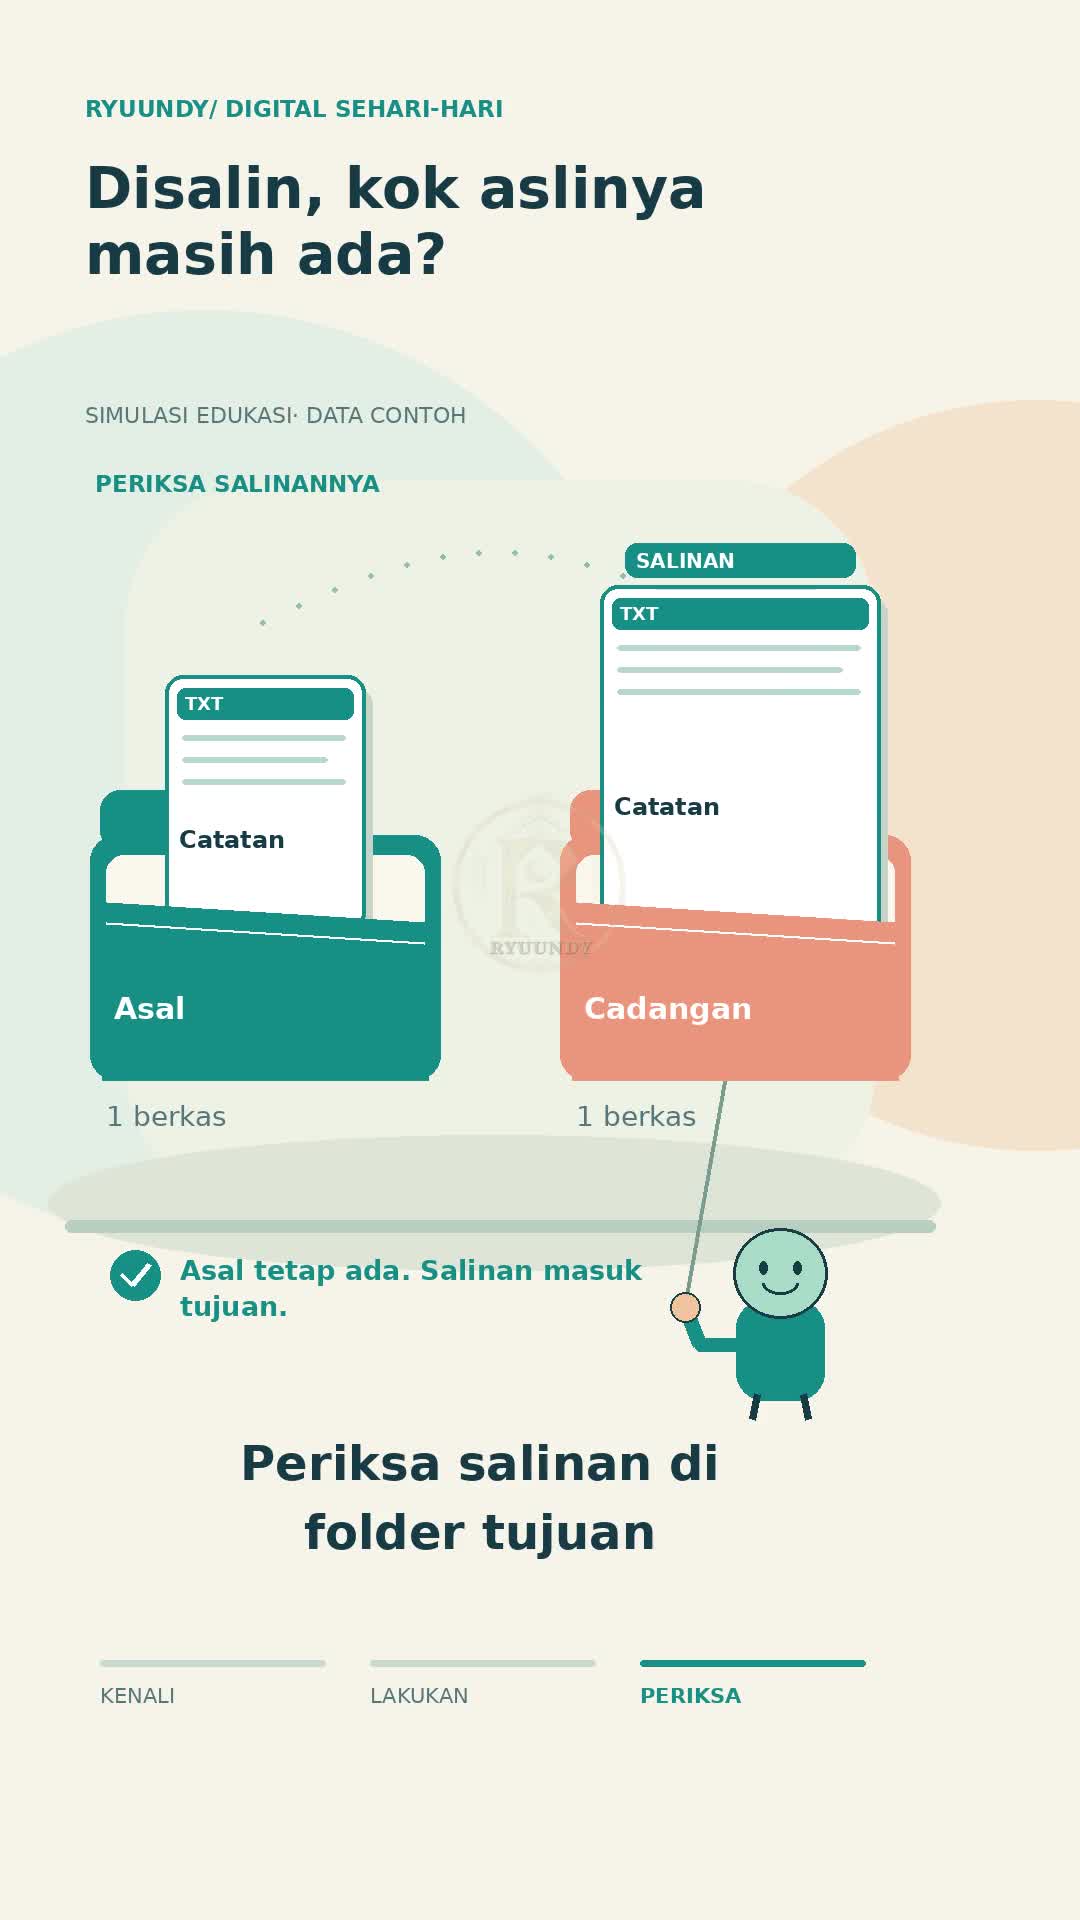 RYUUNDY/ DIGITAL SEHARI-HARI
Disalin, kok aslinya
masih ada?
SIMULASI EDUKASI· DATA CONTOH
PERIKSA SALINANNYA
SALINAN
TXT
TXT
Catatan
Catatan
RYUUNDY
Asal
Cadangan
1 berkas
1 berkas
Asal tetap ada. Salinan masuk
tujuan.
Periksa salinan di
folder tujuan
KENALI
LAKUKAN
PERIKSA